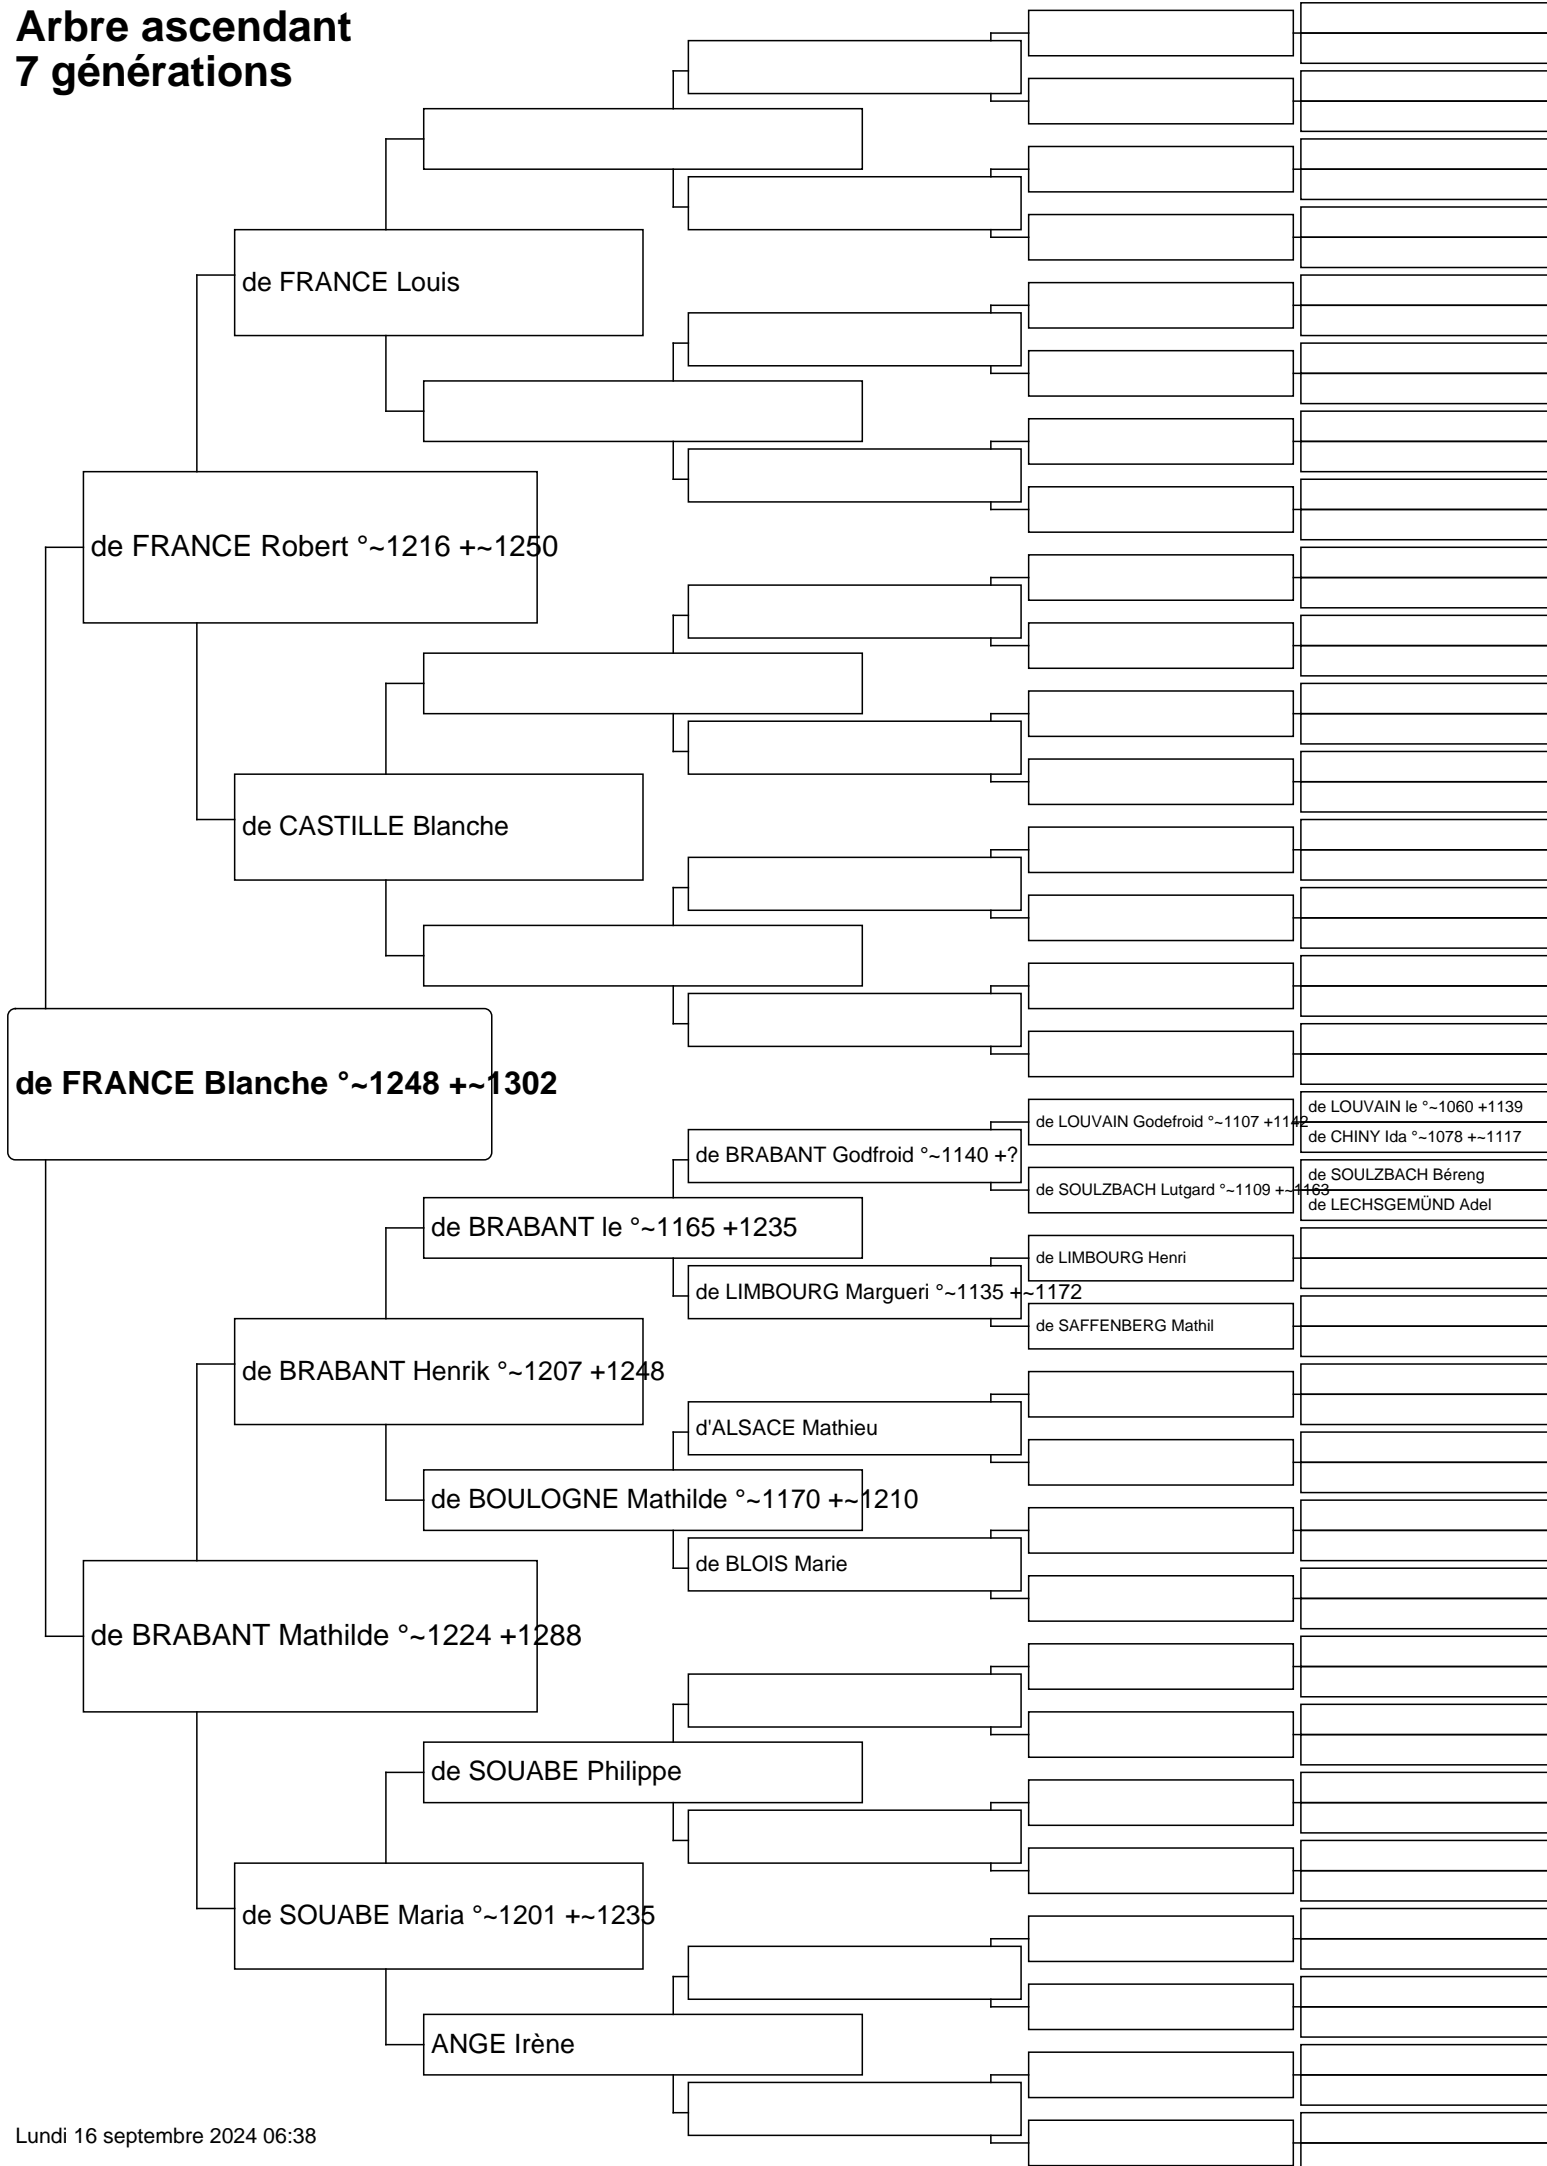 Arbre ascendant
7 générations
de FRANCE Louis
de FRANCE Robert °~1216 +~1250
de CASTILLE Blanche
de FRANCE Blanche °~1248 +~1302
de LOUVAIN le °~1060 +1139
de LOUVAIN Godefroid °~1107 +1142
de CHINY Ida °~1078 +~1117
de BRABANT Godfroid °~1140 +?
de SOULZBACH Béreng
de SOULZBACH Lutgard °~1109 +~1163
de LECHSGEMÜND Adel
de BRABANT le °~1165 +1235
de LIMBOURG Henri
de LIMBOURG Margueri °~1135 +~1172
de SAFFENBERG Mathil
de BRABANT Henrik °~1207 +1248
d'ALSACE Mathieu
de BOULOGNE Mathilde °~1170 +~1210
de BLOIS Marie
de BRABANT Mathilde °~1224 +1288
de SOUABE Philippe
de SOUABE Maria °~1201 +~1235
ANGE Irène
Lundi 16 septembre 2024 06:38